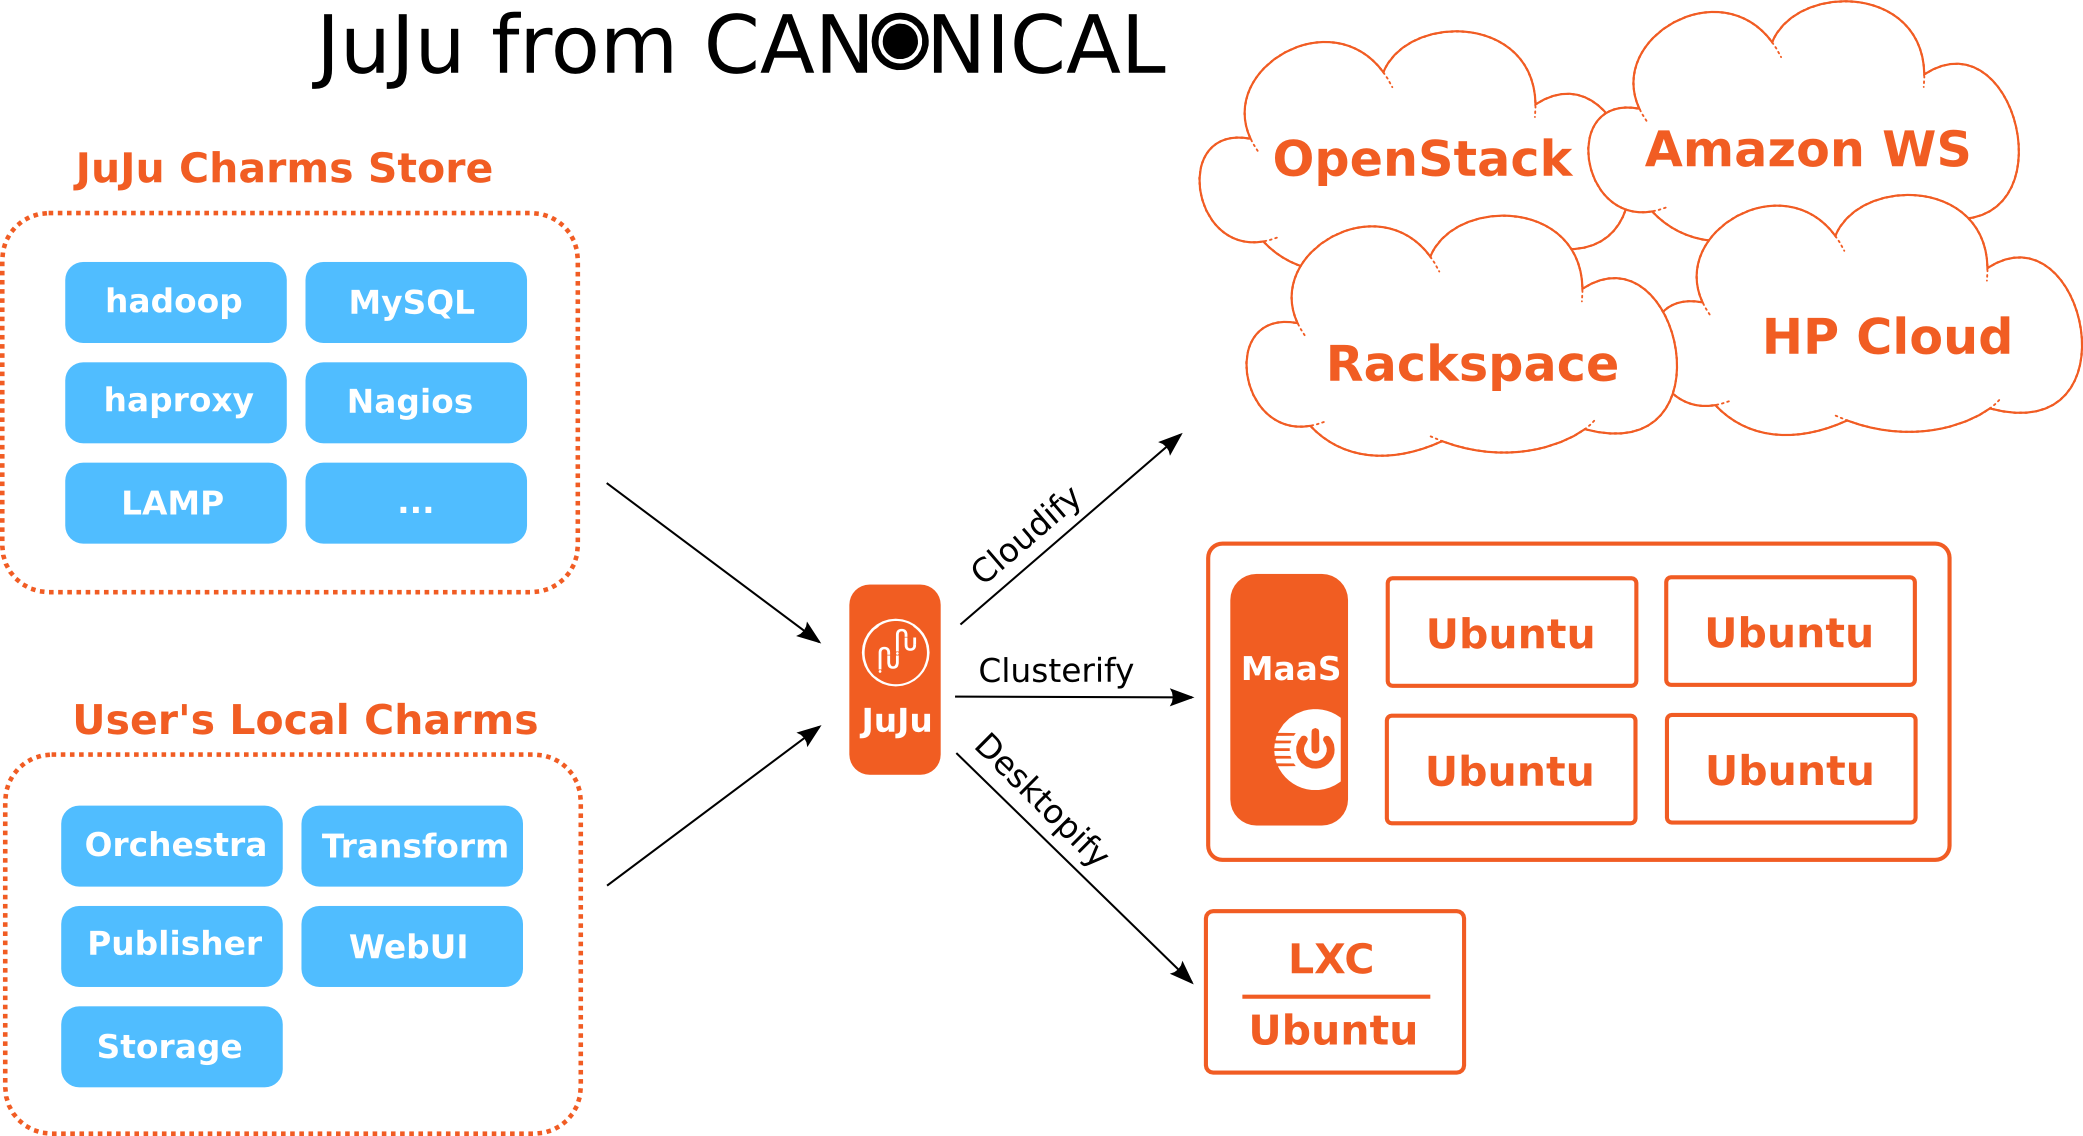 JuJu from CANONICAL
JuJu Charms Store
hadoop
MySQL
haproxy
Nagios
LAMP
...
User's Local Charms
Orchestra
Transform
Publisher
WebUI
Storage
JuJu
Cloudify
Clusterify
Desktopify
OpenStack
Amazon WS
Rackspace
HP Cloud
MaaS
Ubuntu
Ubuntu
Ubuntu
Ubuntu
LXC
Ubuntu